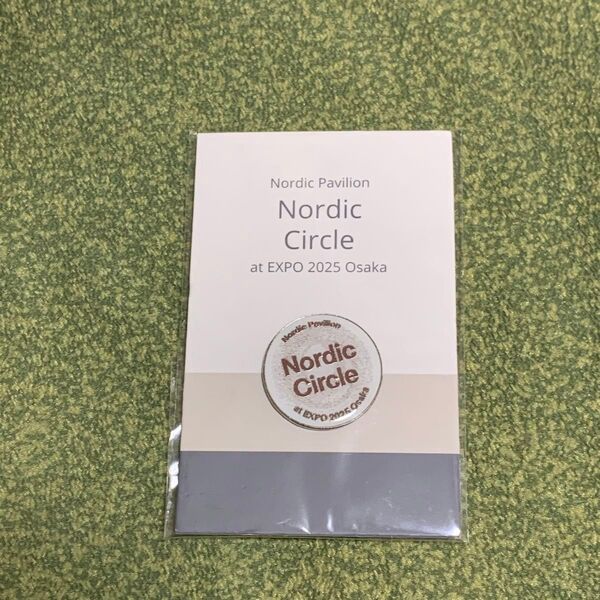 Nordic Pavilion
Nordic
Circle
at EXPO 2025 Osaka
Nordic Pavilion
Nordic
Circle
at EXPO 2025 Osaka